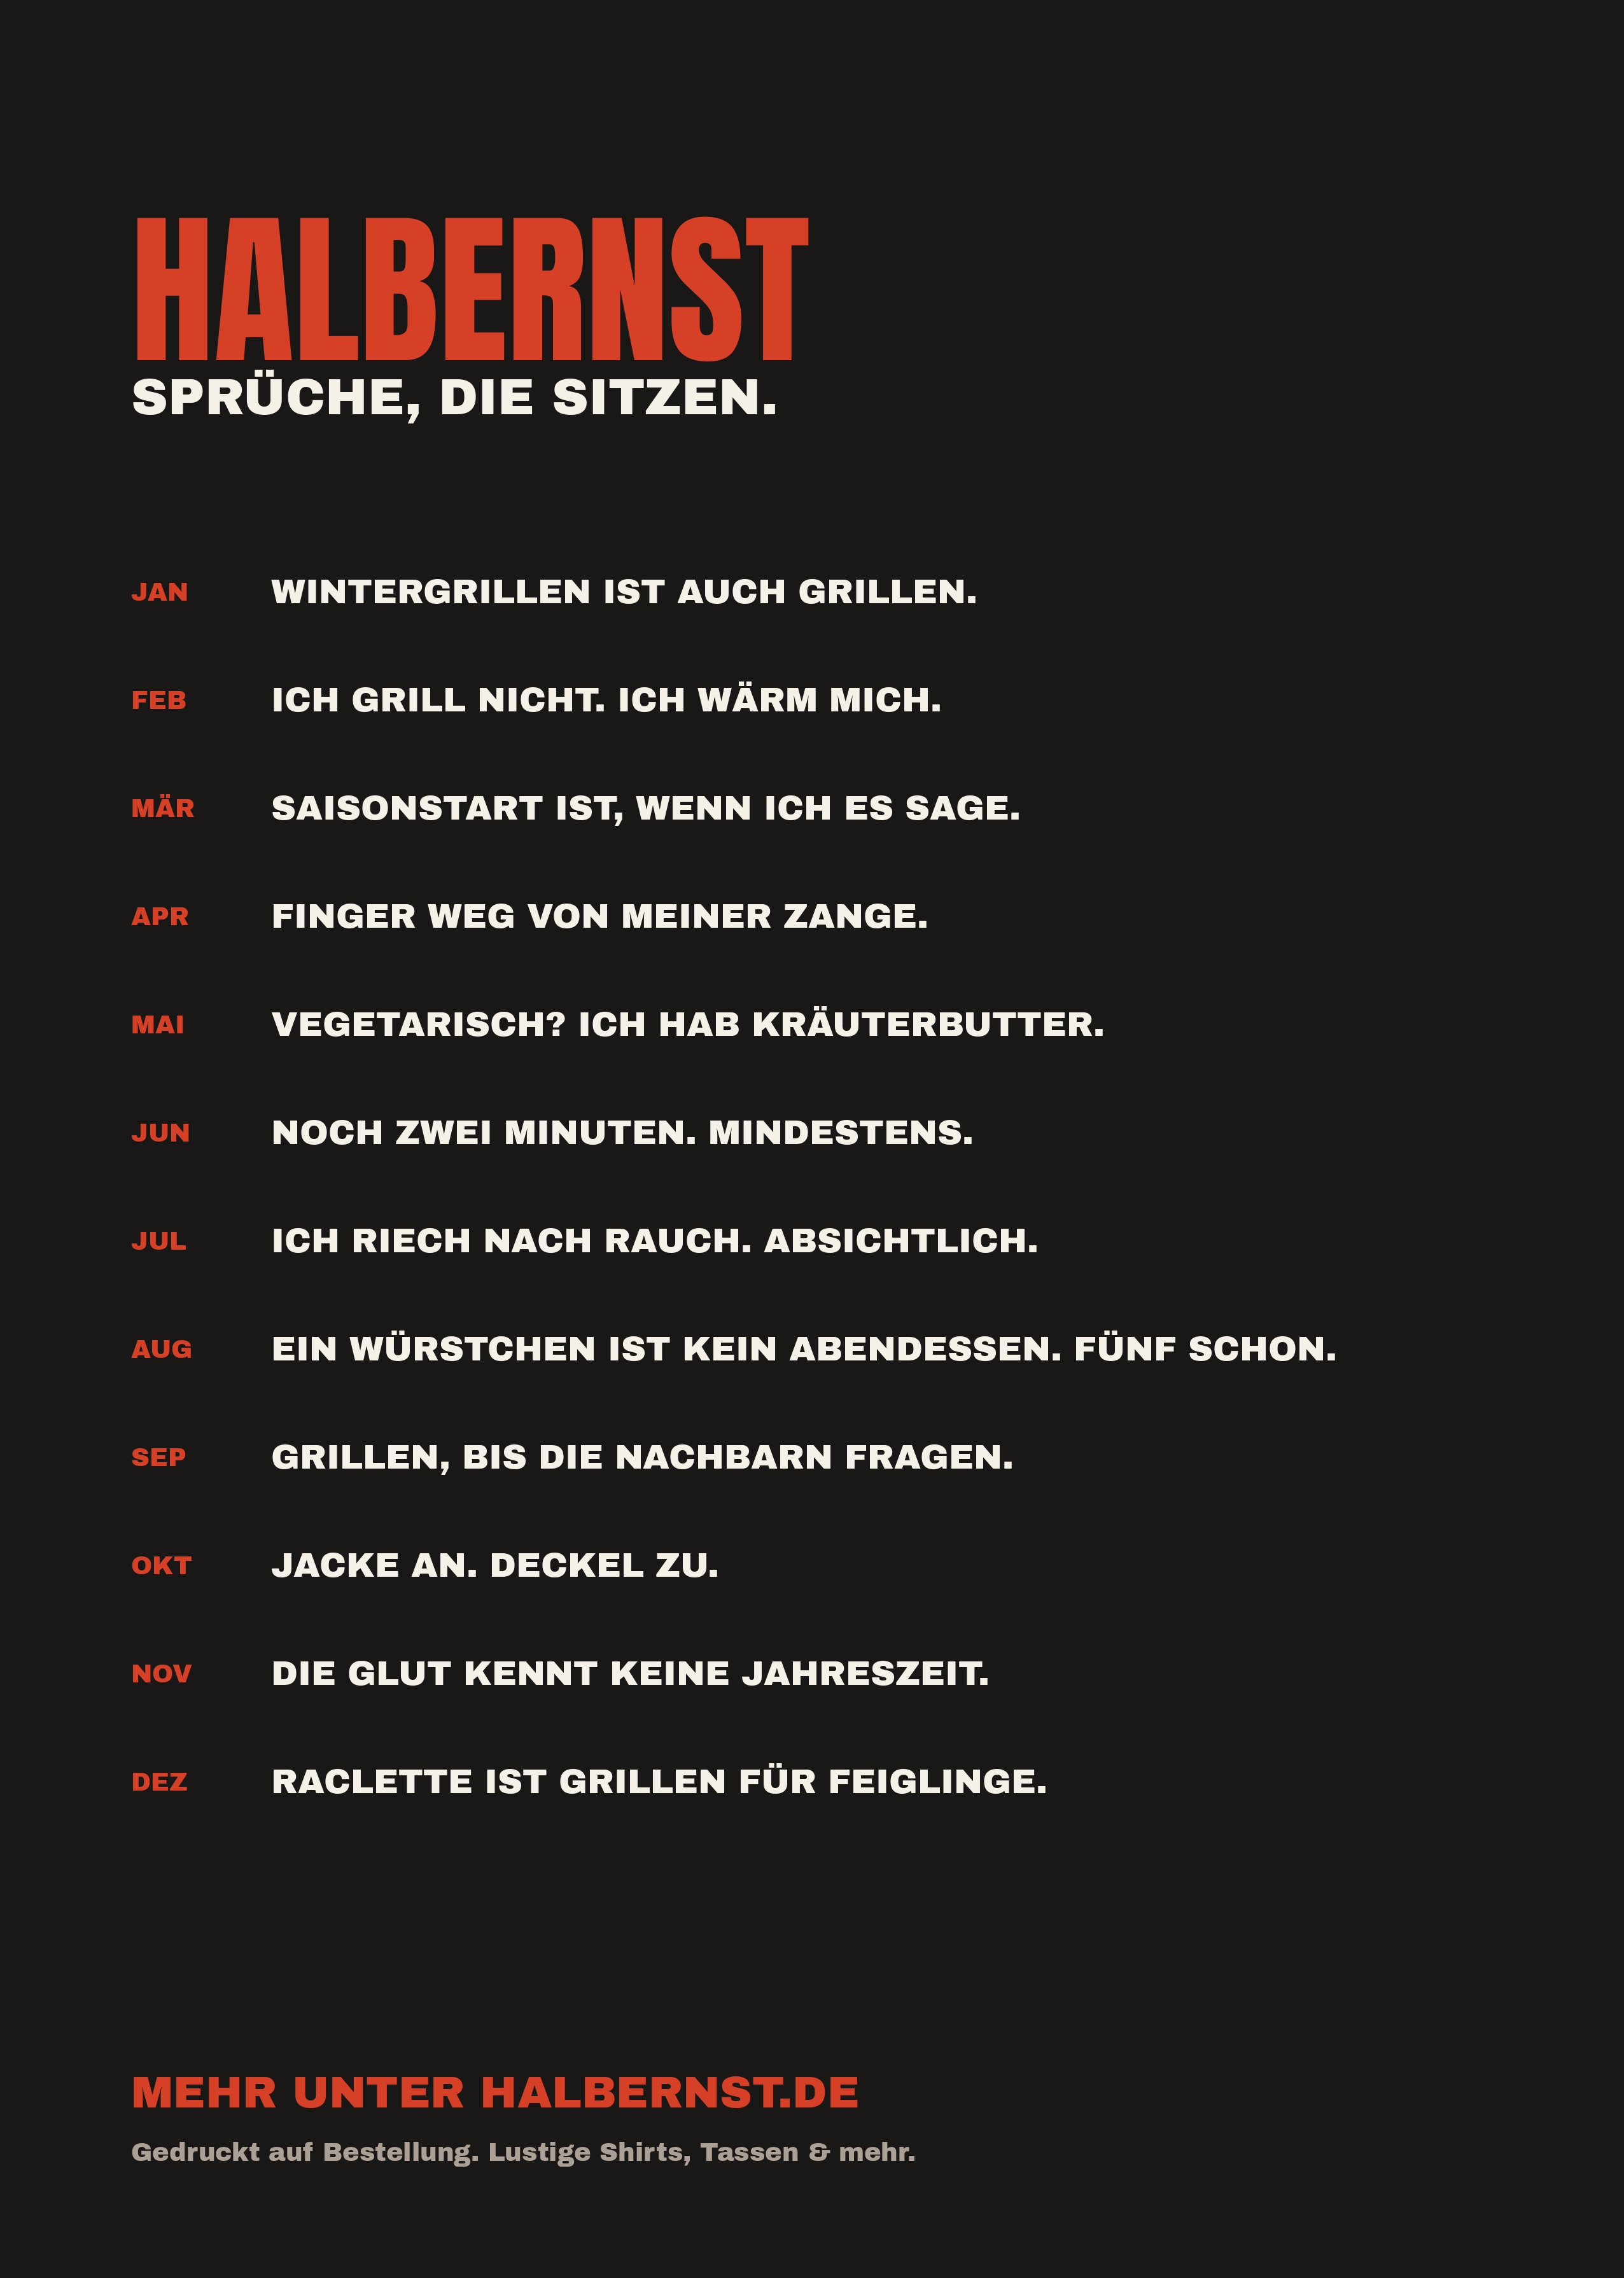 HALBERNST
SPRÜCHE, DIE SITZEN.
JAN WINTERGRILLEN IST AUCH GRILLEN.
FEB ICH GRILL NICHT. ICH WÄRM MICH.
MÄR SAISONSTART IST, WENN ICH ES SAGE.
APR FINGER WEG VON MEINER ZANGE.
MAI VEGETARISCH? ICH HAB KRÄUTERBUTTER.
JUN NOCH ZWEI MINUTEN. MINDESTENS.
JUL ICH RIECH NACH RAUCH. ABSICHTLICH.
AUG EIN WÜRSTCHEN IST KEIN ABENDESSEN. FÜNF SCHON.
SEP GRILLEN, BIS DIE NACHBARN FRAGEN.
OKT JACKE AN. DECKEL ZU.
NOV DIE GLUT KENNT KEINE JAHRESZEIT.
DEZ RACLETTE IST GRILLEN FÜR FEIGLINGE.
MEHR UNTER HALBERNST.DE
Gedruckt auf Bestellung. Lustige Shirts, Tassen & mehr.